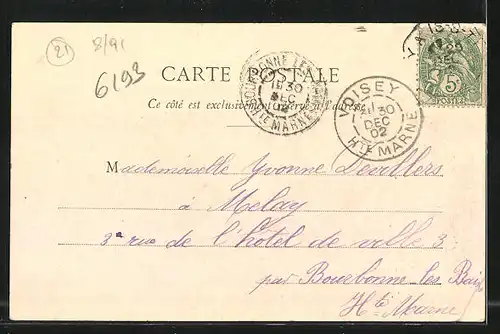 21
8/91
6193
CARTE POSTALE
Ce côté est exclusivement réservé à l'adresse
BOURBONNE LES
30
DEC
02
Hte MARNE
VOISEY
30
DEC
02
Hte MARNE
5c
POSTES
Mademoiselle Yvonne Devillers
à Melay
3 rue de l'hôtel de ville 3
par Bourbonne les Bains
Hte Marne